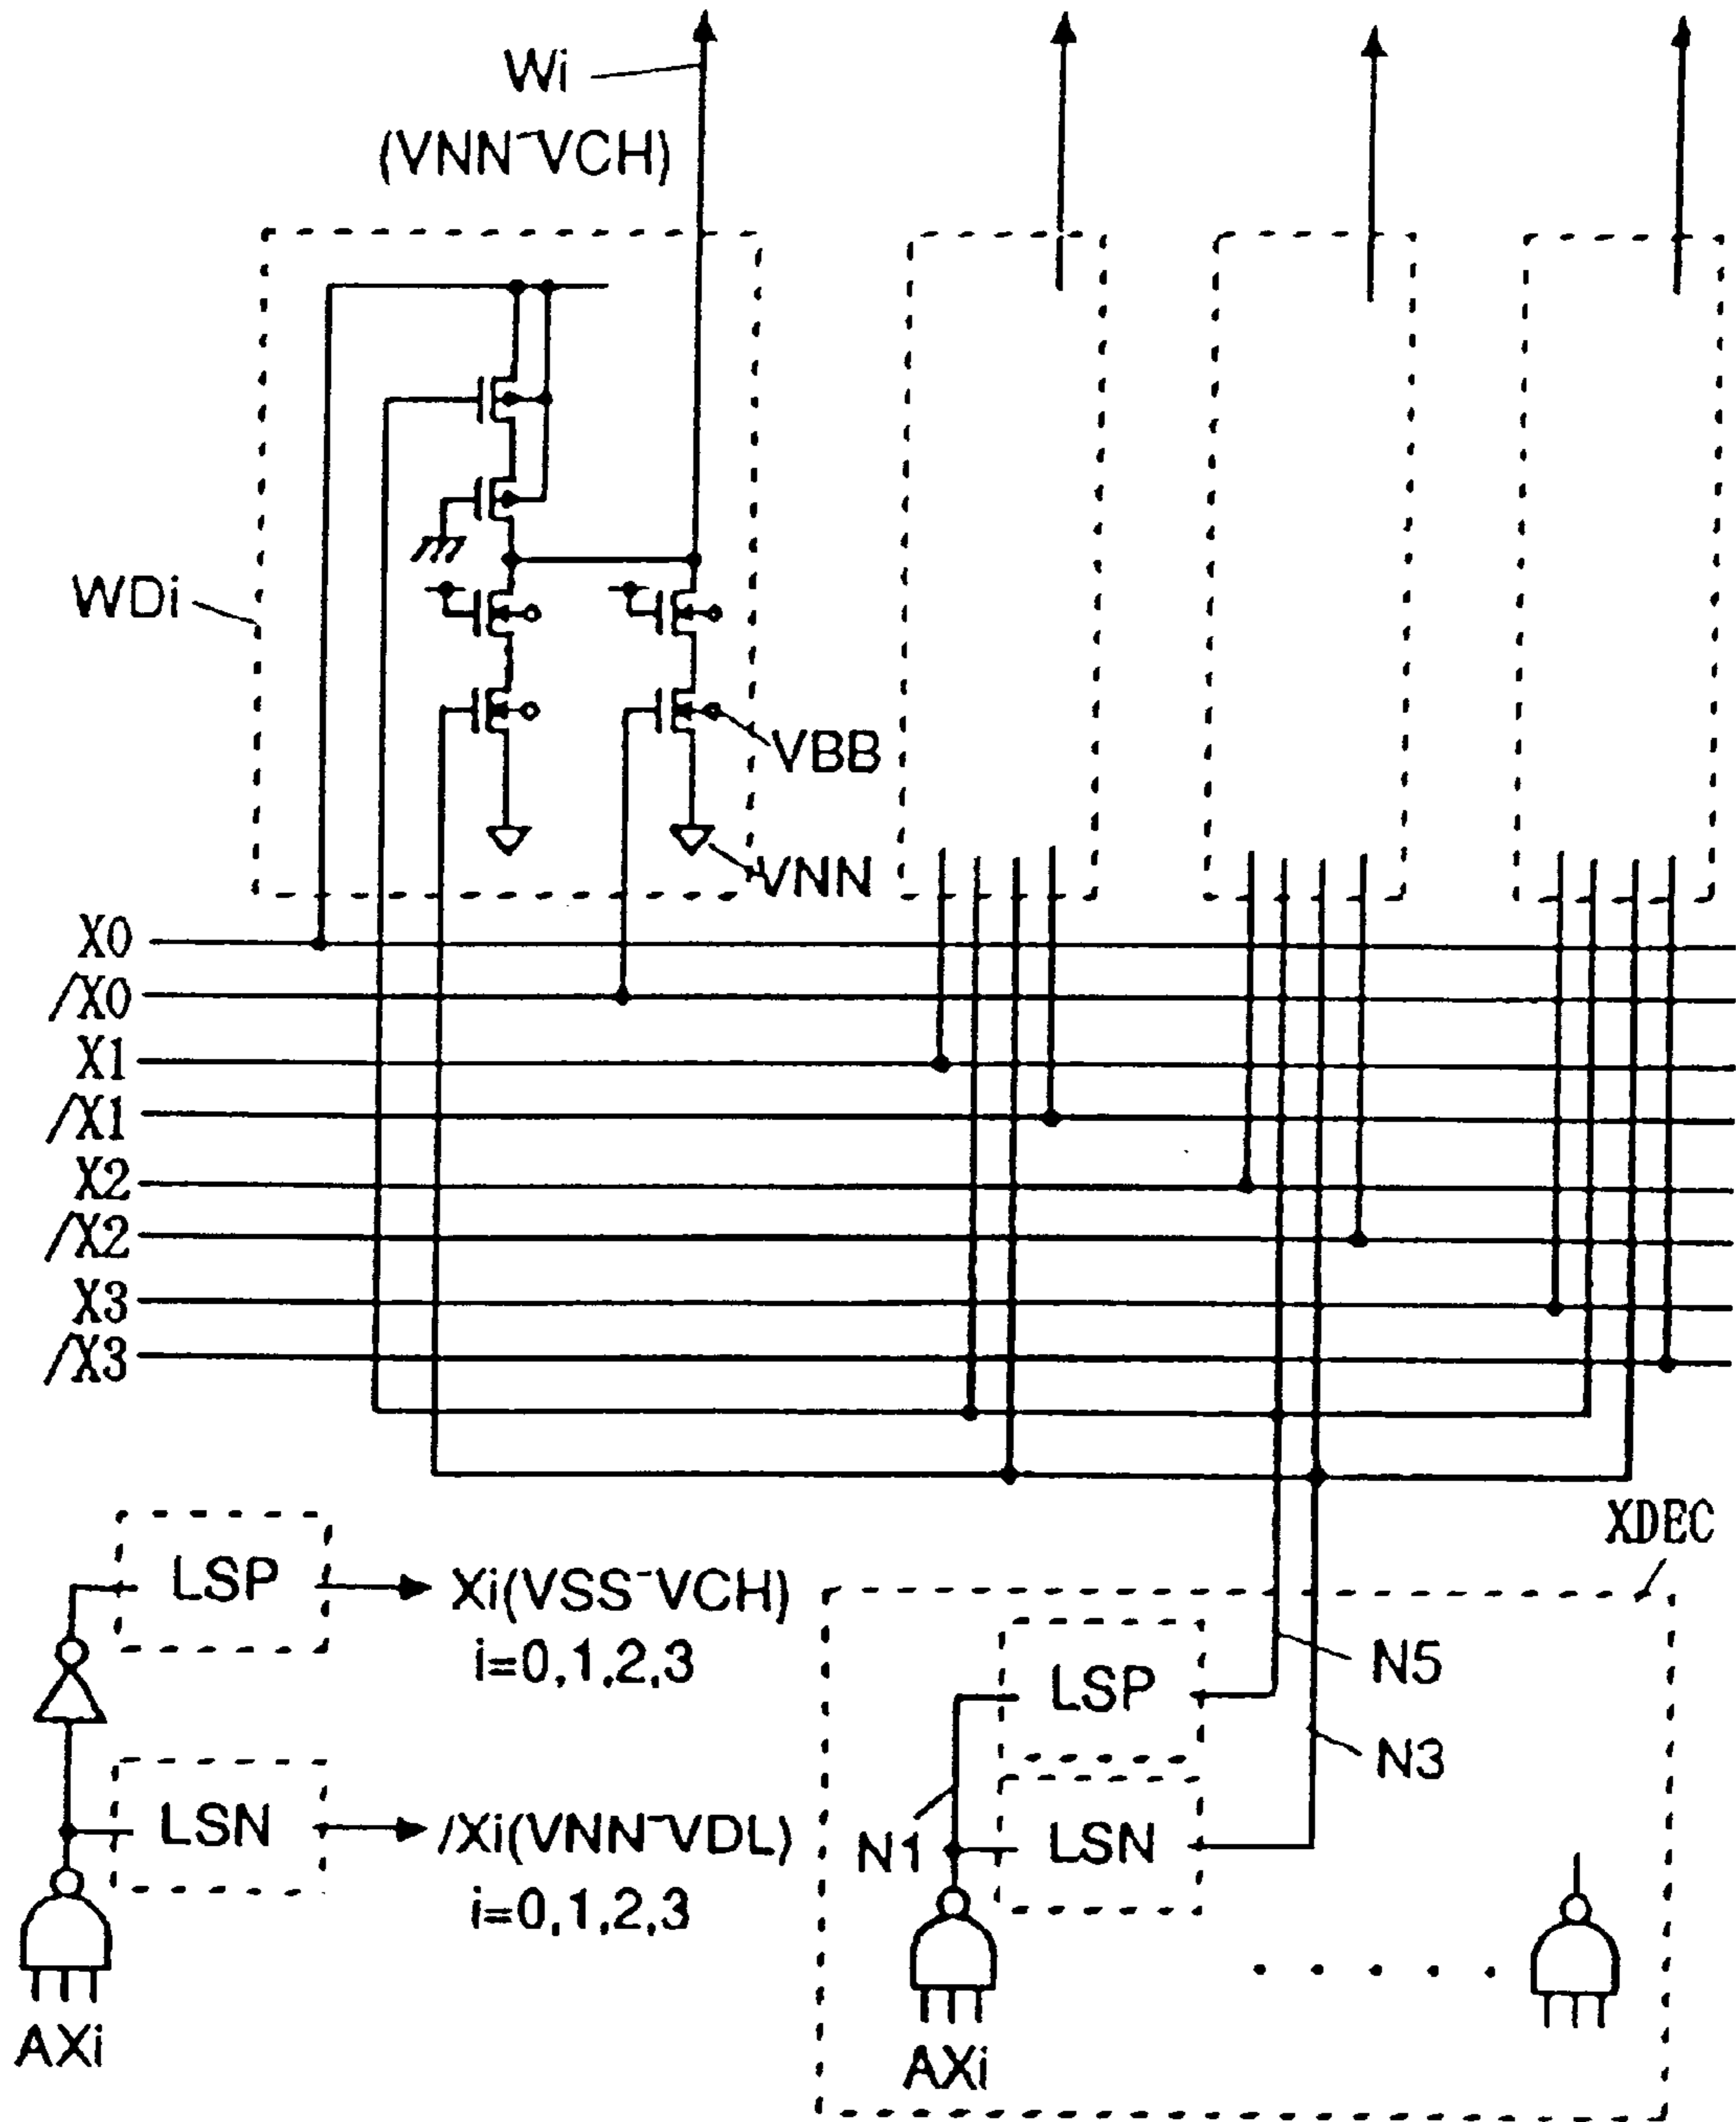 Wi
(VNN-VCH)
WDi
VBB
VNN
X0
/X0
X1
/X1
X2
/X2
X3
/X3
XDEC
LSP
Xi(VSS-VCH)
i=0,1,2,3
LSN
/Xi(VNN-VDL)
i=0,1,2,3
AXi
LSP
N5
N3
N1
LSN
AXi